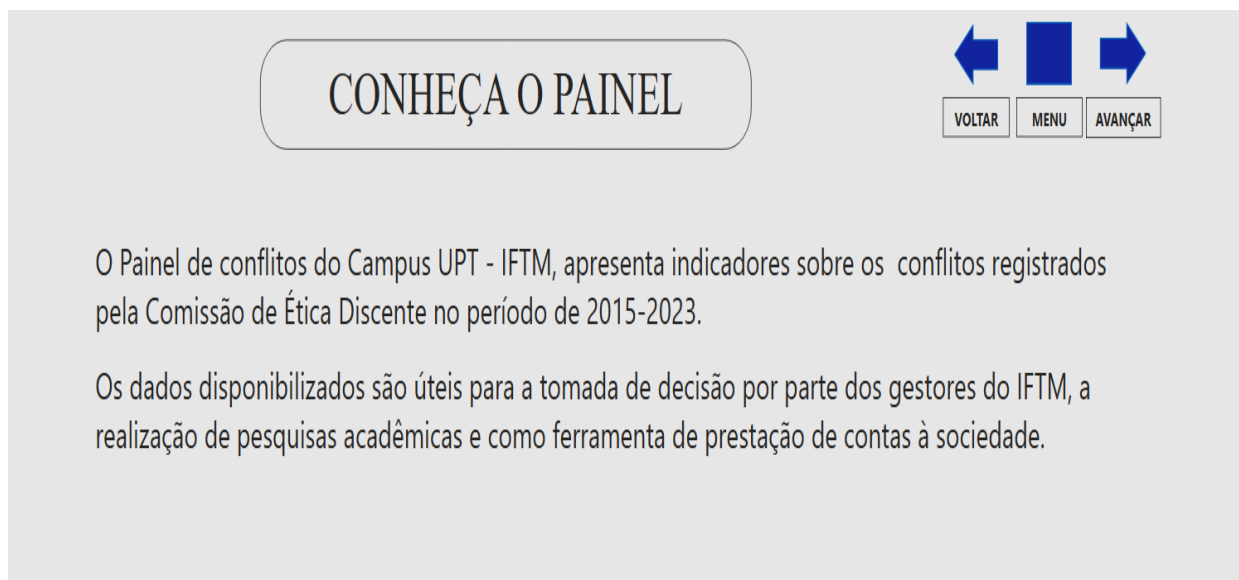 CONHEÇA O PAINEL
VOLTAR MENU AVANÇAR
O Painel de conflitos do Campus UPT - IFTM, apresenta indicadores sobre os  conflitos registrados
pela Comissão de Ética Discente no período de 2015-2023.
Os dados disponibilizados são úteis para a tomada de decisão por parte dos gestores do IFTM, a
realização de pesquisas acadêmicas e como ferramenta de prestação de contas à sociedade.